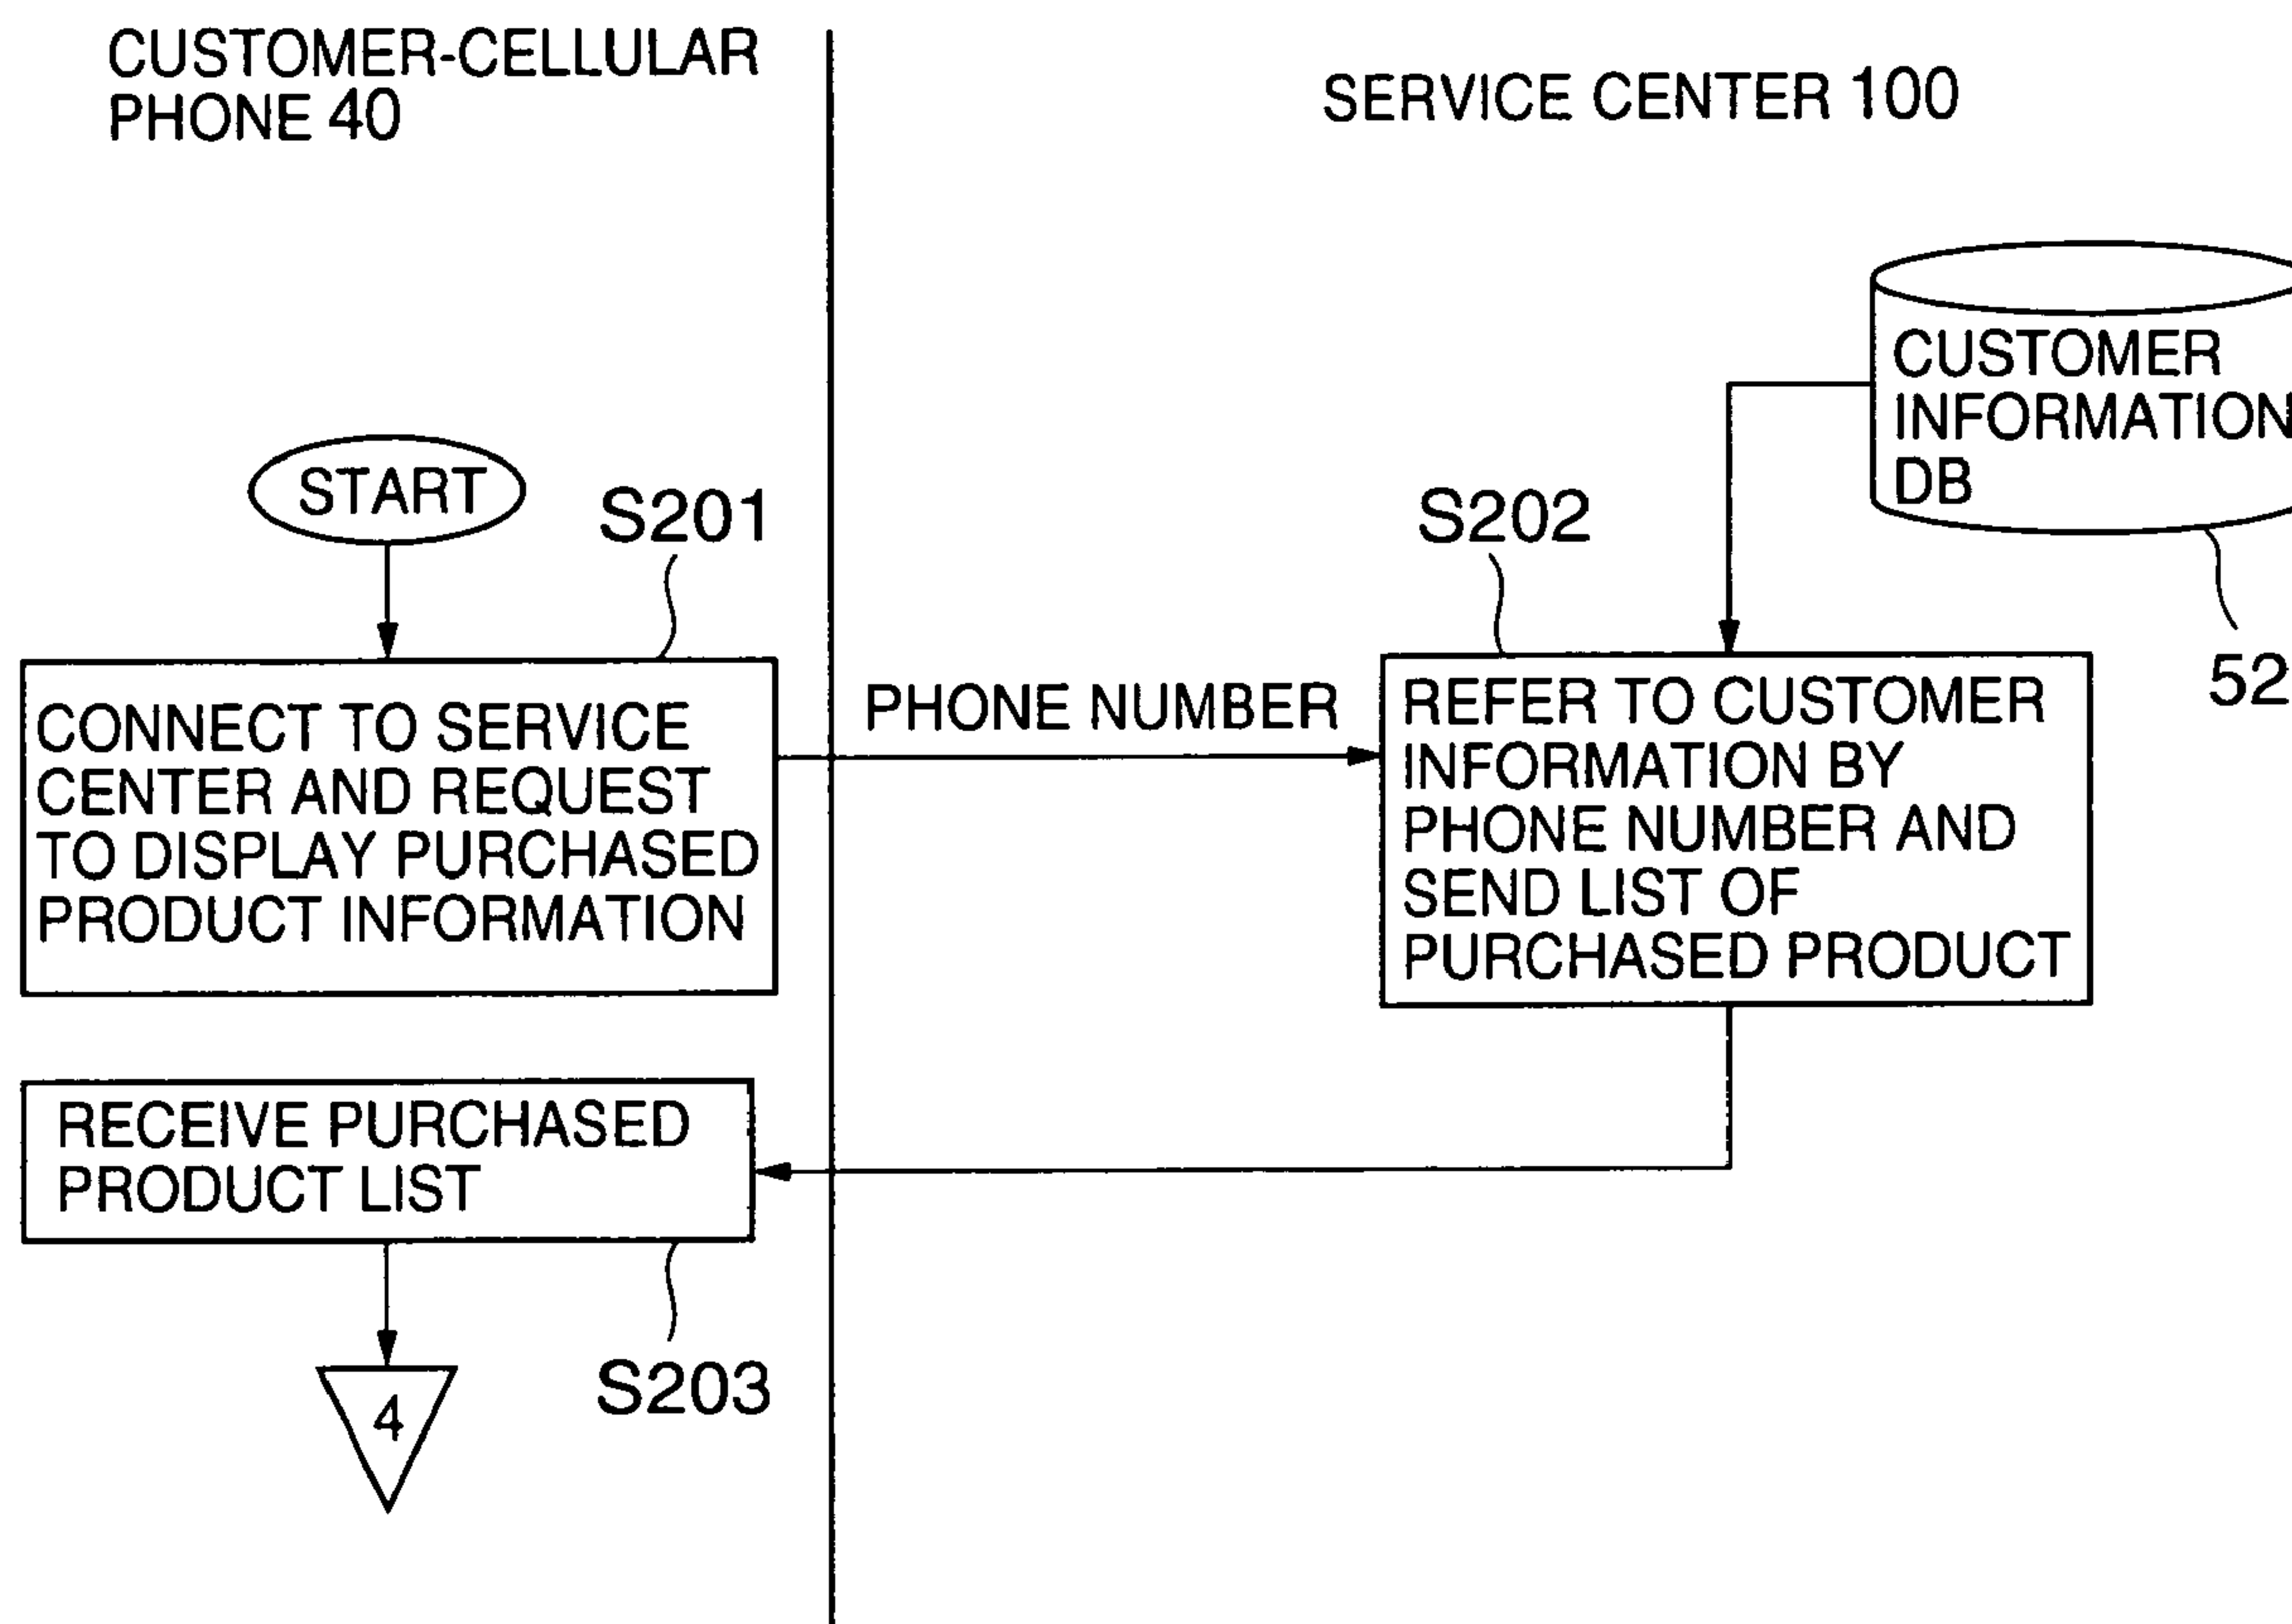 CUSTOMER-CELLULAR
PHONE 40
SERVICE CENTER 100
CUSTOMER
INFORMATION
DB
START
S201
S202
52
CONNECT TO SERVICE
CENTER AND REQUEST
TO DISPLAY PURCHASED
PRODUCT INFORMATION
PHONE NUMBER
REFER TO CUSTOMER
INFORMATION BY
PHONE NUMBER AND
SEND LIST OF
PURCHASED PRODUCT
RECEIVE PURCHASED
PRODUCT LIST
S203
4